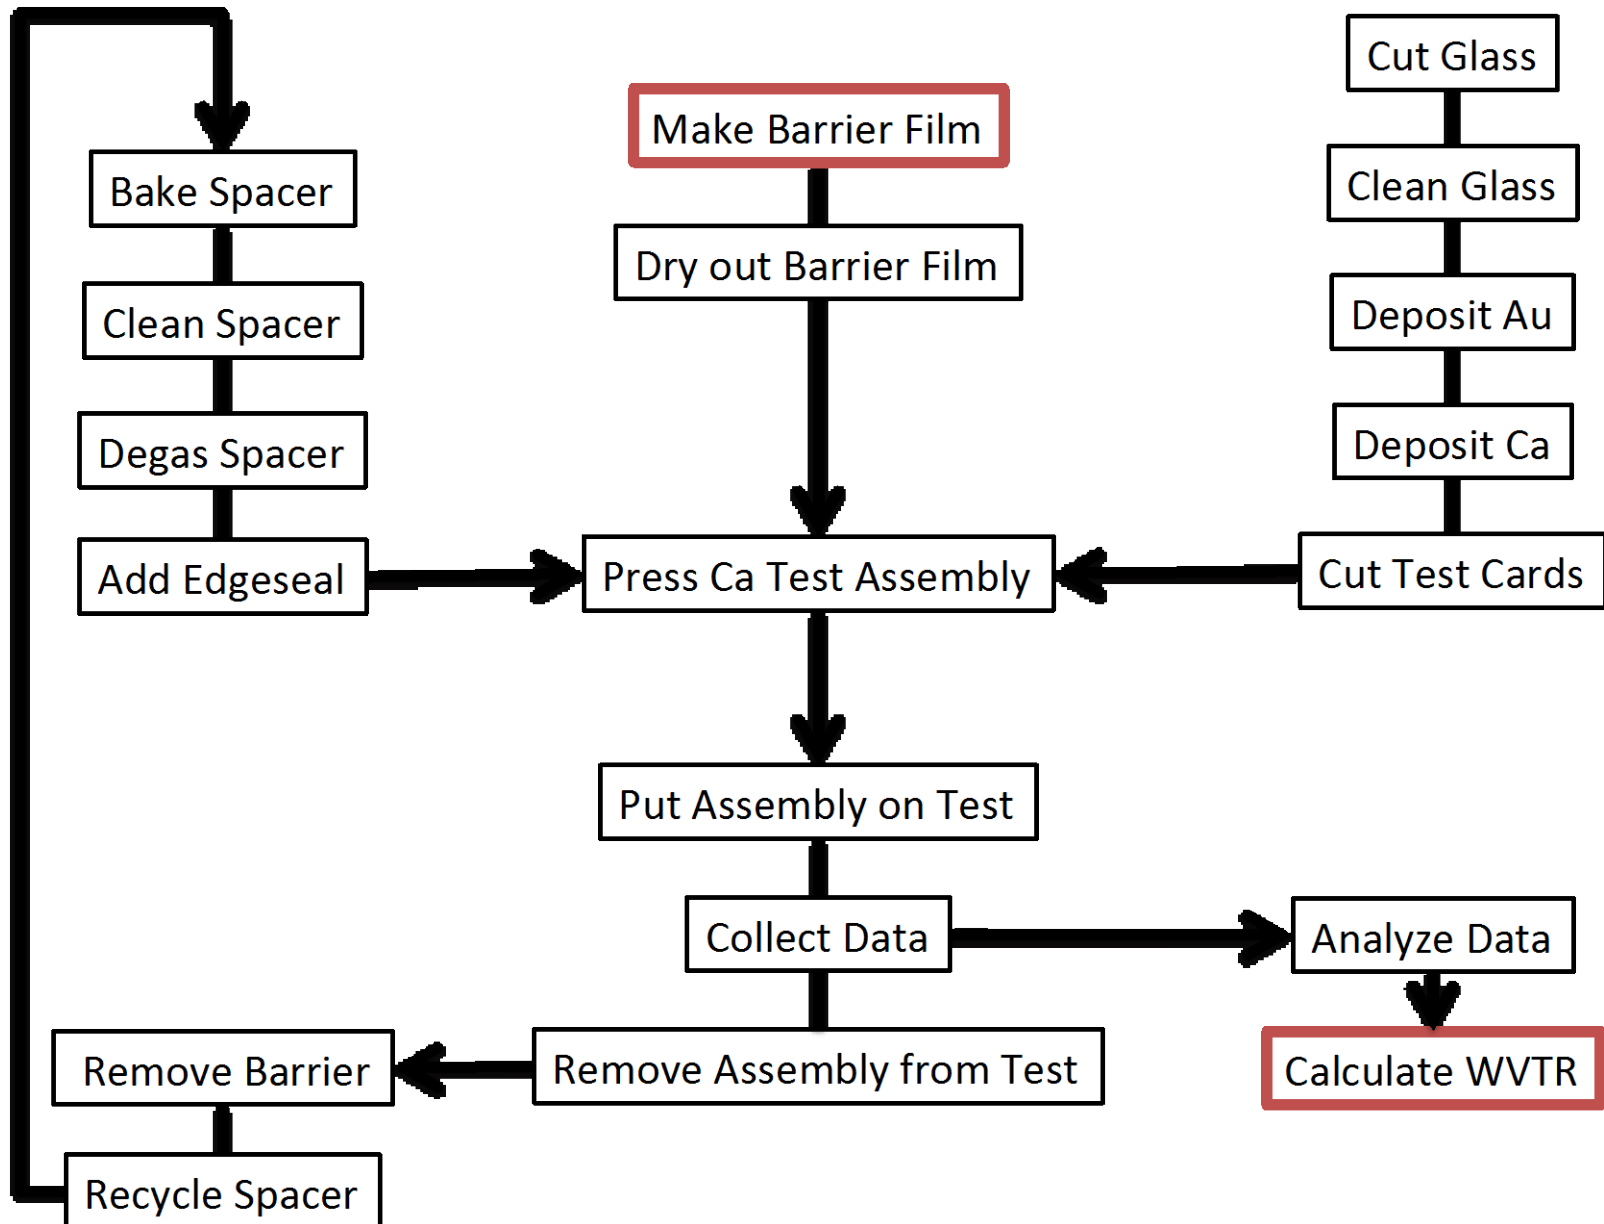 Cut Glass
Make Barrier Film
Bake Spacer
Clean Glass
Dry out Barrier Film
Clean Spacer
Deposit Au
Degas Spacer
Deposit Ca
Add Edgeseal
Press Ca Test Assembly
Cut Test Cards
Put Assembly on Test
Collect Data
Analyze Data
Remove Barrier
Remove Assembly from Test
Calculate WVTR
Recycle Spacer